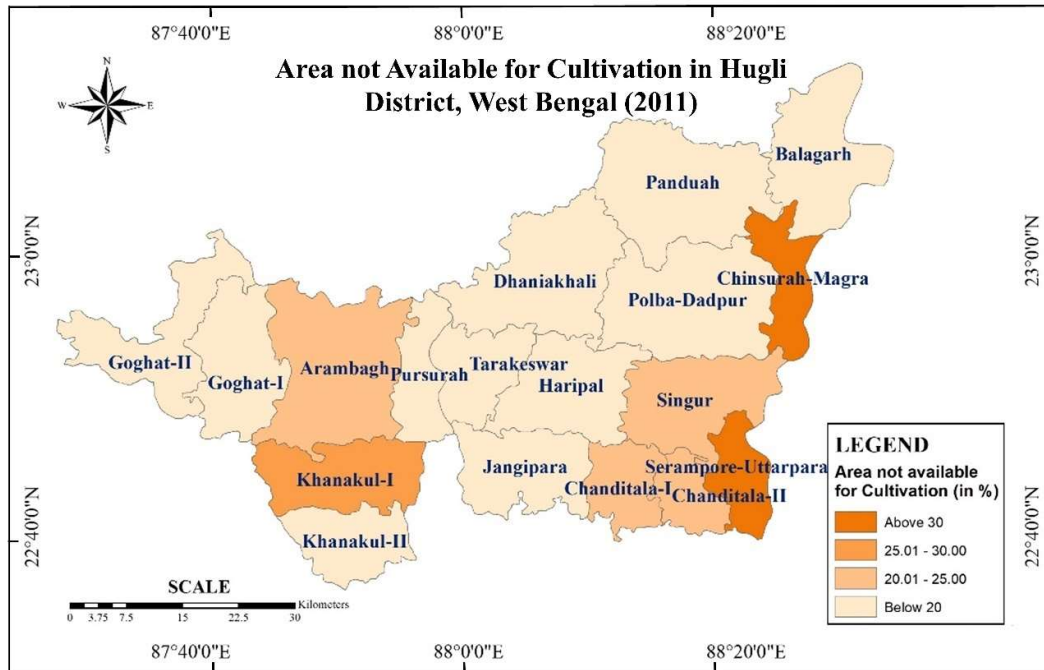 87°40'0"E 88°0'0"E 88°20'0"E
Area not Available for Cultivation in Hugli
District, West Bengal (2011)
N
W E
S
Balagarh
Panduah
23°0'0"N
23°0'0"N
Dhaniakhali
Chinsurah-Magra
Polba-Dadpur
Goghat-II
Goghat-I
Arambagh
Pursurah
Tarakeswar
Haripal
Singur
Khanakul-I
Jangipara
Serampore-Uttarpara
Chanditala-I
Chanditala-II
Khanakul-II
22°40'0"N
22°40'0"N
LEGEND
Area not available
for Cultivation (in %)
Above 30
25.01 - 30.00
20.01 - 25.00
Below 20
SCALE
Kilometers
0 3.75 7.5 15 22.5 30
87°40'0"E 88°0'0"E 88°20'0"E